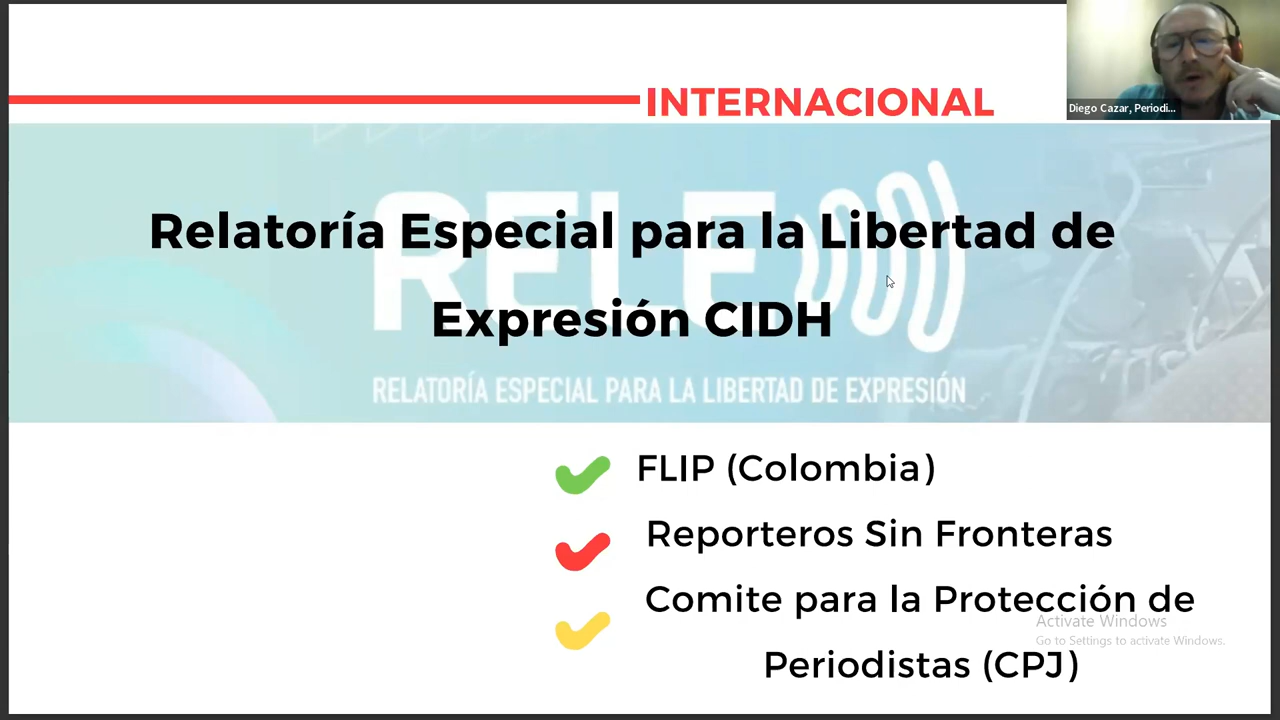 INTERNACIONAL
Diego Cazar, Periodi...
RELE
Relatoría Especial para la Libertad de
Expresión CIDH
RELATORÍA ESPECIAL PARA LA LIBERTAD DE EXPRESIÓN
FLIP (Colombia)
Reporteros Sin Fronteras
Comite para la Protección de
Periodistas (CPJ)
Activate Windows
Go to Settings to activate Windows.